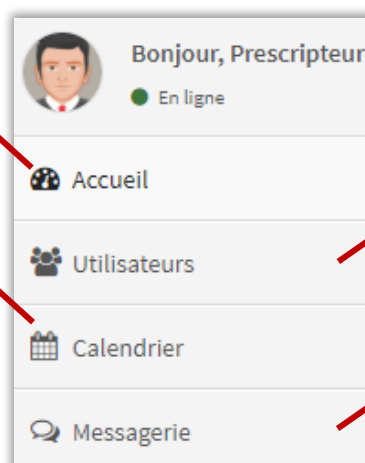 Bonjour, Prescripteur
En ligne
Accueil
Utilisateurs
Calendrier
Messagerie